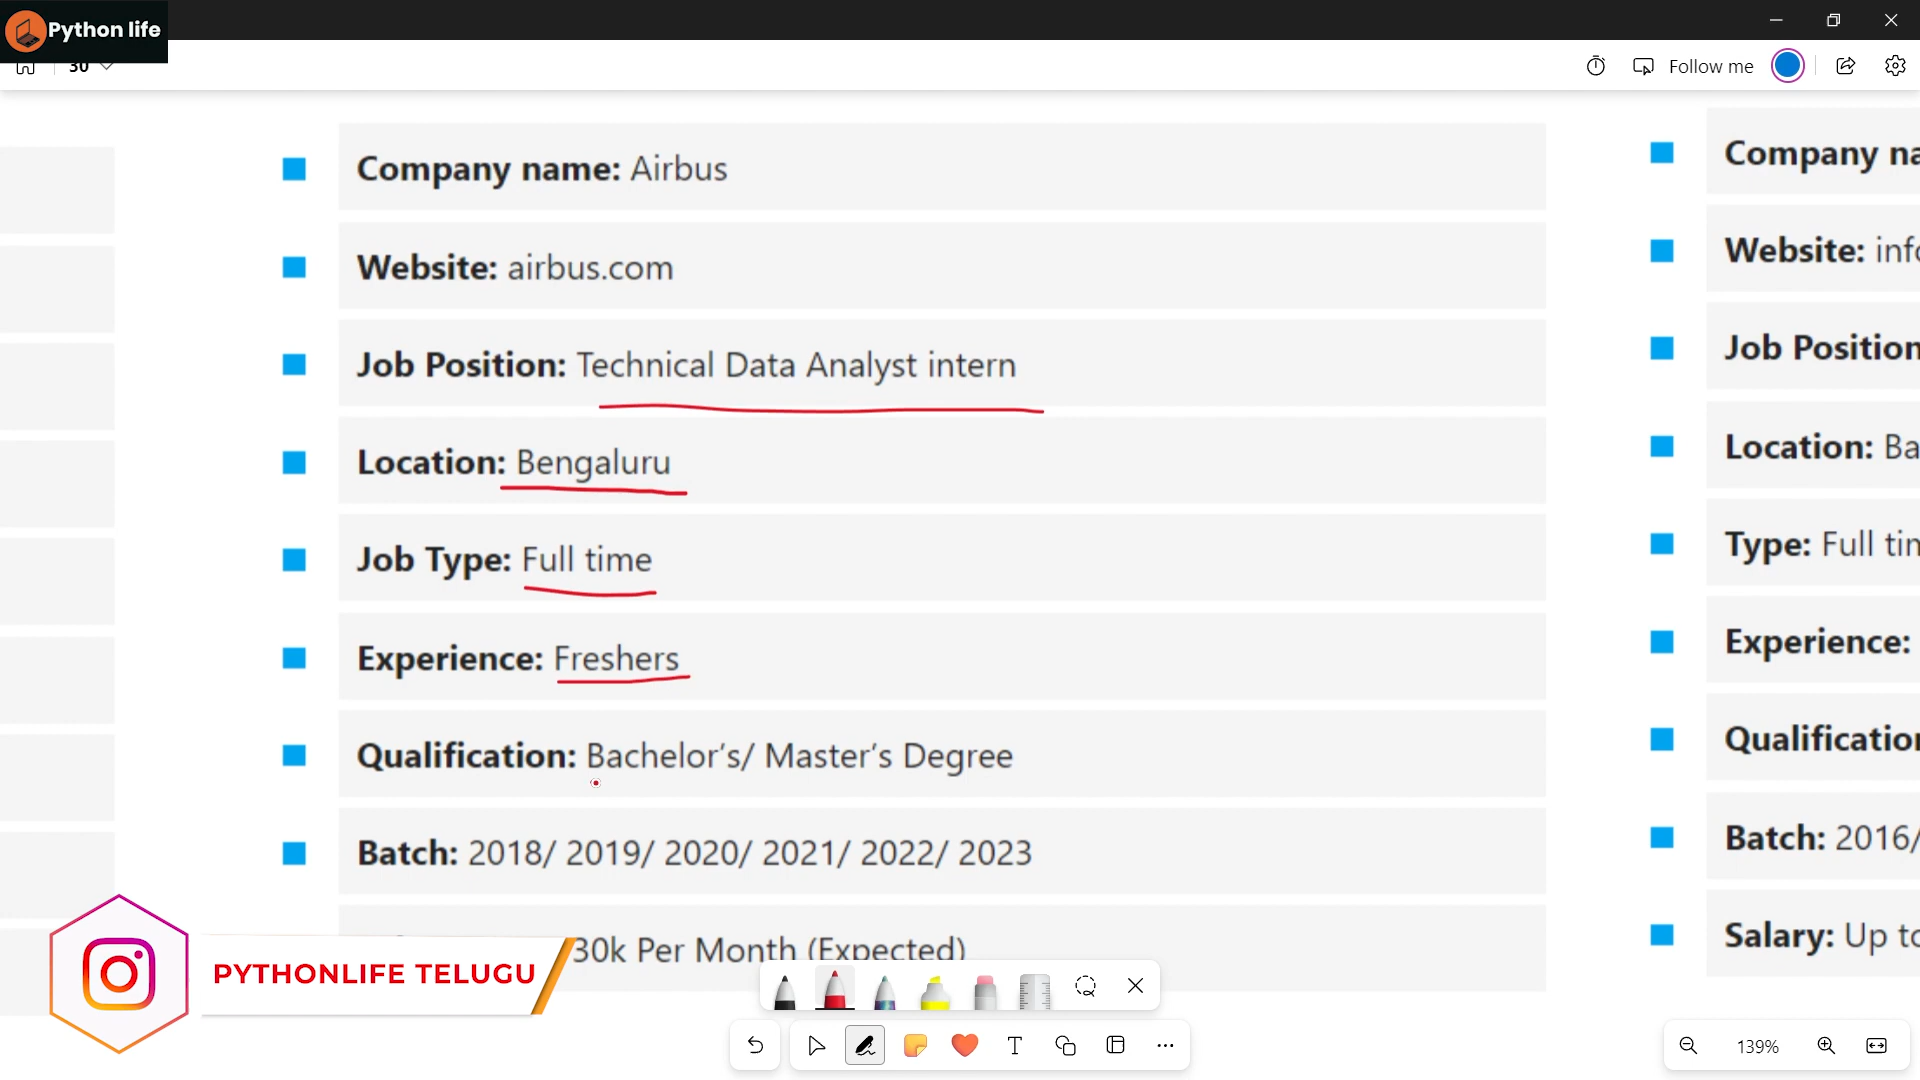 Python life
30
Follow me
Company name: Airbus
Website: airbus.com
Job Position: Technical Data Analyst intern
Location: Bengaluru
Job Type: Full time
Experience: Freshers
Qualification: Bachelor's/ Master's Degree
Batch: 2018/ 2019/ 2020/ 2021/ 2022/ 2023
30k Per Month (Expected)
Company na
Website: info
Job Position
Location: Ba
Type: Full tim
Experience:
Qualification
Batch: 2016/
Salary: Up to
PYTHONLIFE TELUGU
139%